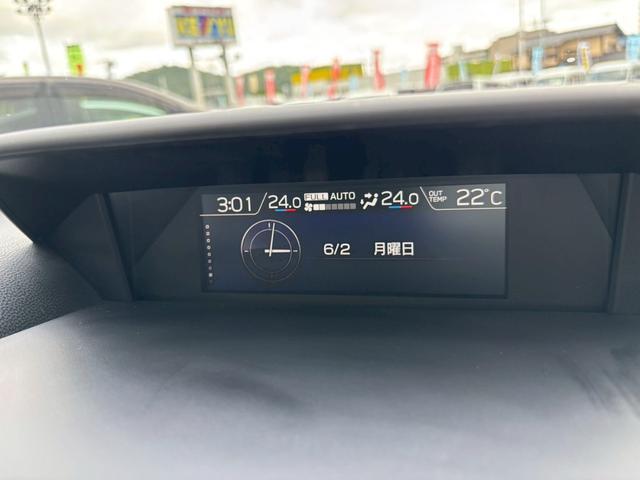 3:01 24.0 FULL AUTO 24.0 OUT TEMP 22°C
6/2 月曜日